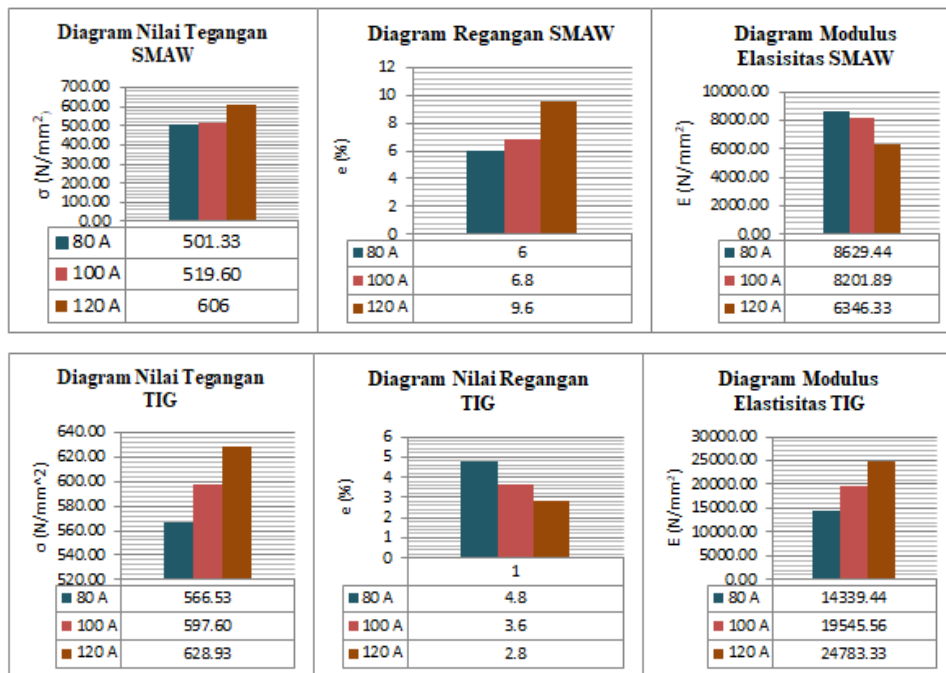 Diagram Nilai Tegangan
SMAW
σ (N/mm²)
700.00
600.00
500.00
400.00
300.00
200.00
100.00
0.00
80 A 501.33
100 A 519.60
120 A 606
Diagram Regangan SMAW
e (%)
12
10
8
6
4
2
0
80 A 6
100 A 6.8
120 A 9.6
Diagram Modulus
Elasisitas SMAW
E (N/mm²)
10000.00
8000.00
6000.00
4000.00
2000.00
0.00
80 A 8629.44
100 A 8201.89
120 A 6346.33
Diagram Nilai Tegangan
TIG
σ (N/mm^2)
640.00
620.00
600.00
580.00
560.00
540.00
520.00
80 A 566.53
100 A 597.60
120 A 628.93
Diagram Nilai Regangan
TIG
e (%)
6
5
4
3
2
1
0
1
80 A 4.8
100 A 3.6
120 A 2.8
Diagram Modulus
Elastisitas TIG
E (N/mm²)
30000.00
25000.00
20000.00
15000.00
10000.00
5000.00
0.00
80 A 14339.44
100 A 19545.56
120 A 24783.33